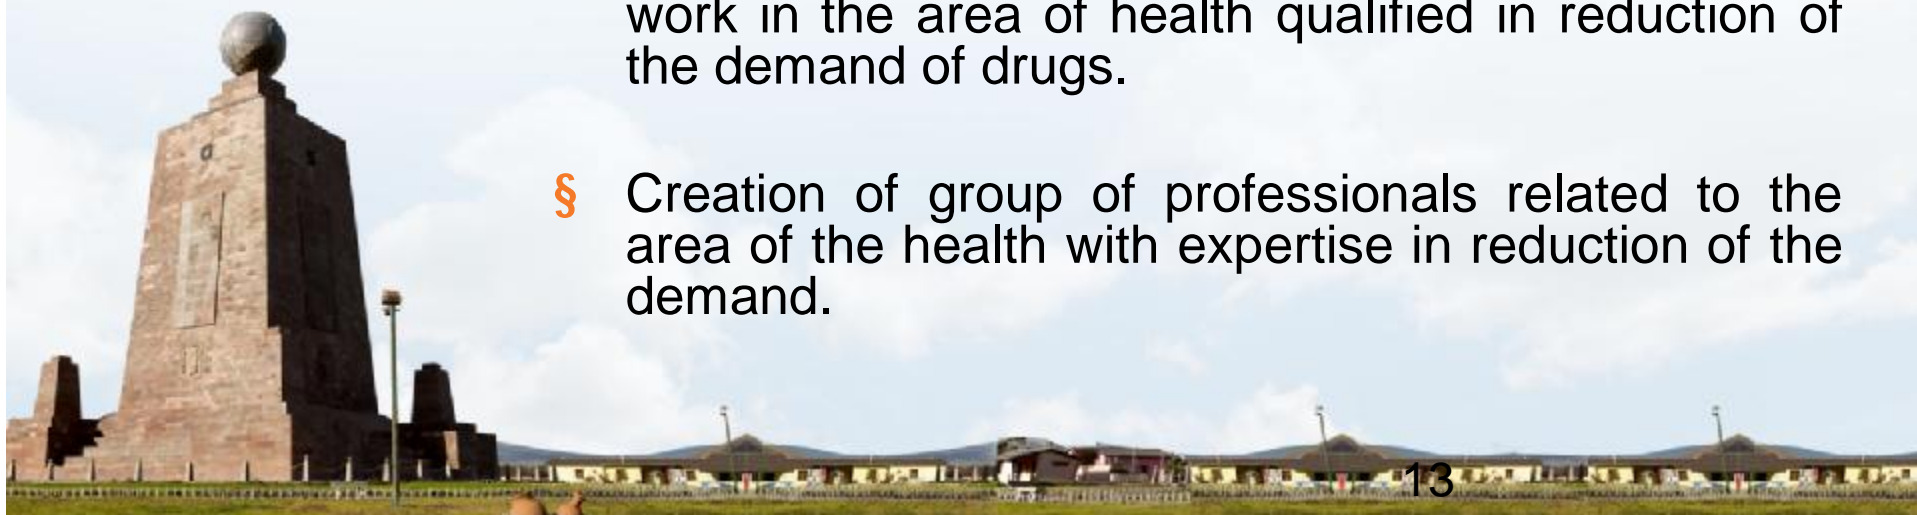 work in the area of health qualified in reduction of
the demand of drugs.
§ Creation of group of professionals related to the
area of the health with expertise in reduction of the
demand.
13